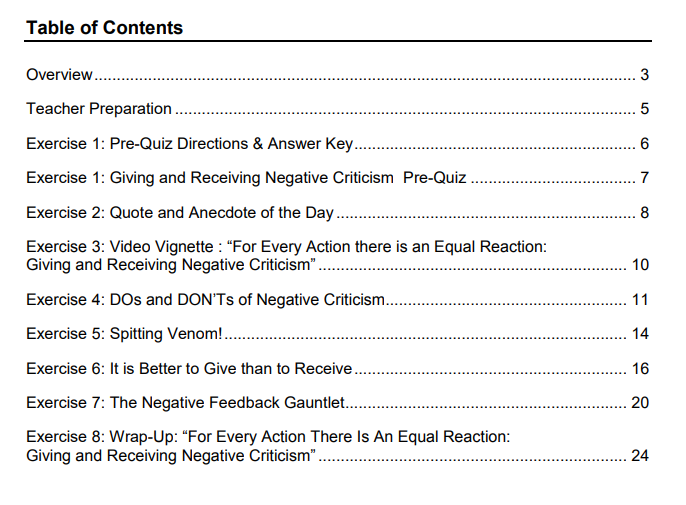 Table of Contents
Overview........................................................................................................................ 3
Teacher Preparation ...................................................................................................... 5
Exercise 1: Pre-Quiz Directions & Answer Key.............................................................. 6
Exercise 1: Giving and Receiving Negative Criticism  Pre-Quiz ..................................... 7
Exercise 2: Quote and Anecdote of the Day................................................................... 8
Exercise 3: Video Vignette : “For Every Action there is an Equal Reaction:
Giving and Receiving Negative Criticism” .................................................................... 10
Exercise 4: DOs and DON’Ts of Negative Criticism..................................................... 11
Exercise 5: Spitting Venom!......................................................................................... 14
Exercise 6: It is Better to Give than to Receive............................................................ 16
Exercise 7: The Negative Feedback Gauntlet.............................................................. 20
Exercise 8: Wrap-Up: “For Every Action There Is An Equal Reaction:
Giving and Receiving Negative Criticism” .................................................................... 24